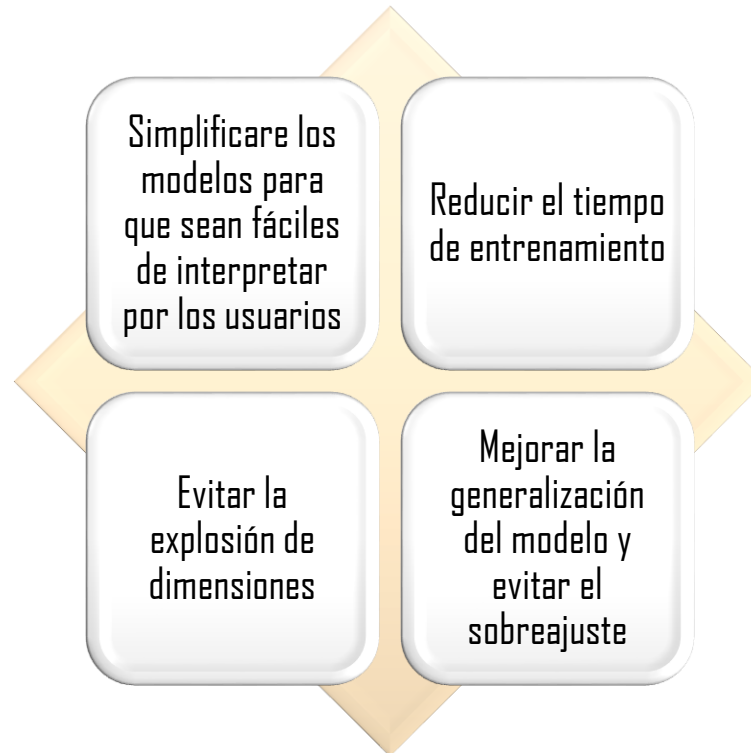 Simplificare los
modelos para
que sean fáciles
de interpretar
por los usuarios
Reducir el tiempo
de entrenamiento
Evitar la
explosión de
dimensiones
Mejorar la
generalización
del modelo y
evitar el
sobreajuste